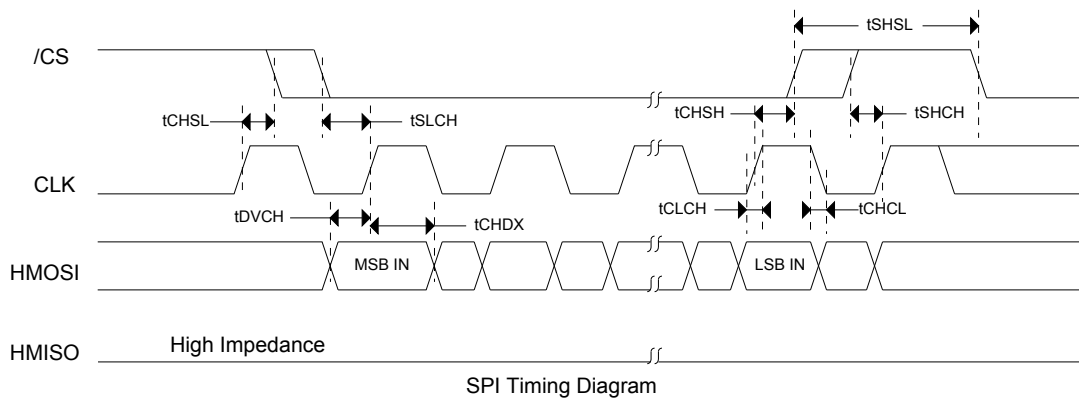 tSHSL
/CS
tCHSL
tSLCH
tCHSH
tSHCH
CLK
tDVCH
tCHDX
tCLCH
tCHCL
HMOSI
MSB IN
LSB IN
HMISO
High Impedance
SPI Timing Diagram